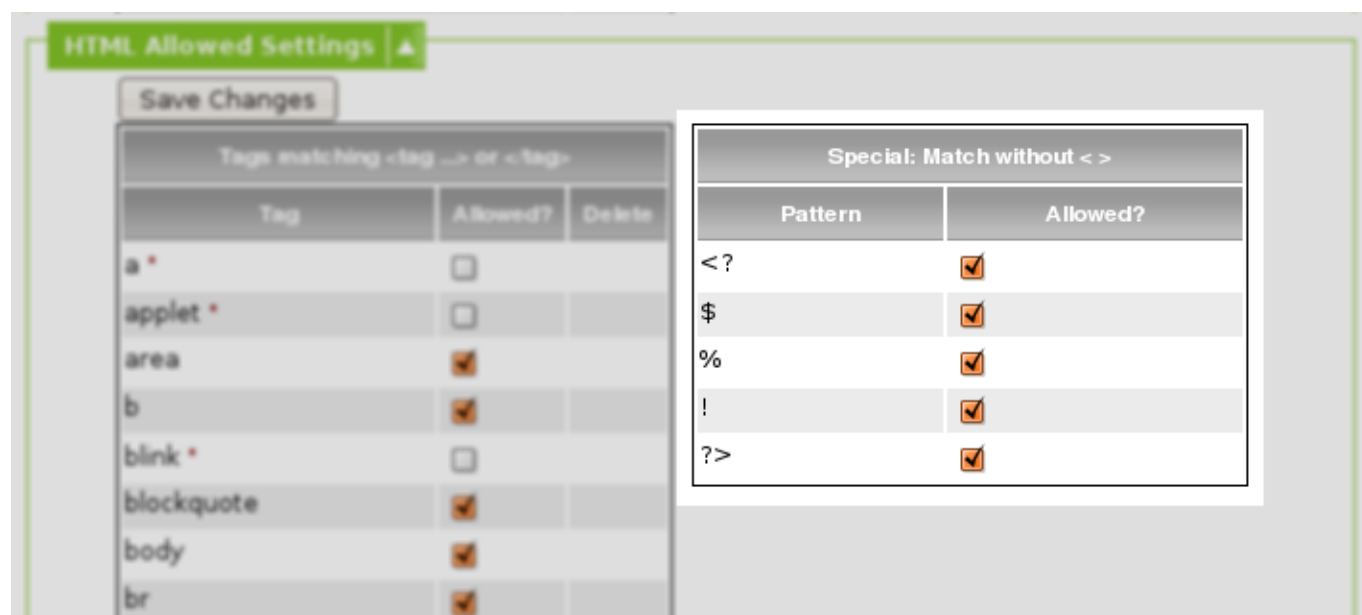 HTML Allowed Settings
Save Changes
Tags matching <tag ...> or </tag>
Tag Allowed? Delete
a *
applet *
area
b
blink *
blockquote
body
br
Special: Match without < >
Pattern Allowed?
<?
$
%
!
?>